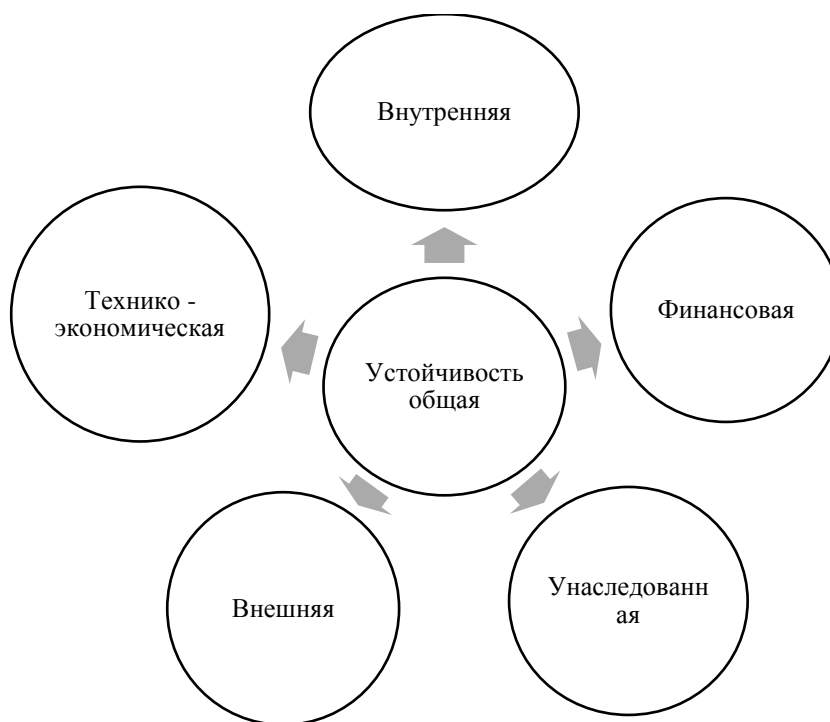 Внутренняя
Технико -
экономическая
Финансовая
Устойчивость
общая
Внешняя
Унаследованн
ая